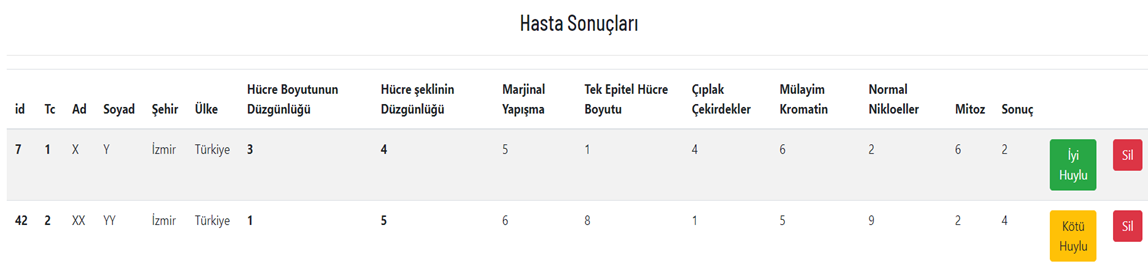 Hasta Sonuçları
Hücre Boyutunun Hücre şeklinin Marjinal Tek Epitel Hücre Çıplak Mülayim Normal
id Tc Ad Soyad Şehir Ülke Düzgünlüğü Düzgünlüğü Yapışma Boyutu Çekirdekler Kromatin Nikloeller Mitoz Sonuç
7 1 X Y İzmir Türkiye 3 4 5 1 4 6 2 6 2 İyi Sil
Huylu
42 2 XX YY İzmir Türkiye 1 5 6 8 1 5 9 2 4 Kötü Sil
Huylu